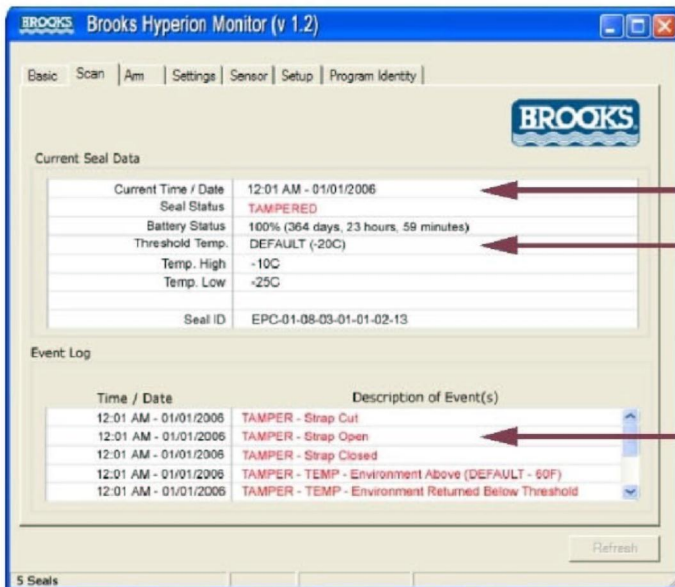 BROOKS Brooks Hyperion Monitor (v 1.2)
Basic Scan Am Settings Sensor Setup Program Identity
BROOKS
Current Seal Data
Current Time / Date 12:01 AM - 01/01/2006
Seal Status TAMPERED
Battery Status 100% (364 days, 23 hours, 59 minutes)
Threshold Temp. DEFAULT (-20C)
Temp. High -10C
Temp. Low -25C
Seal ID EPC-01-08-03-01-01-02-13
Event Log
Time / Date Description of Event(s)
12:01 AM - 01/01/2006 TAMPER - Strap Cut
12:01 AM - 01/01/2006 TAMPER - Strap Open
12:01 AM - 01/01/2006 TAMPER - Strap Closed
12:01 AM - 01/01/2006 TAMPER - TEMP - Environment Above (DEFAULT - 60F)
12:01 AM - 01/01/2006 TAMPER - TEMP - Environment Returned Below Threshold
Refresh
5 Seals